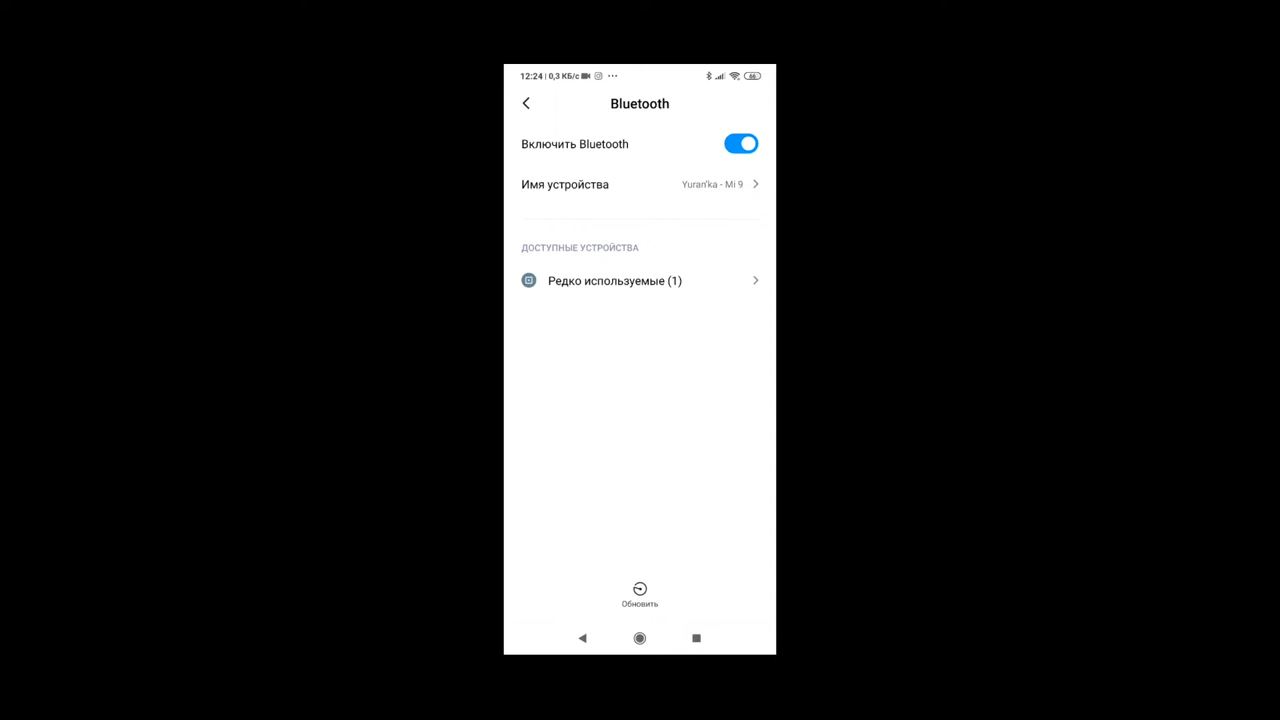 12:24 | 0,3 КБ/с ...
66
Bluetooth
Включить Bluetooth
Имя устройства Yuran'ka - Mi 9
ДОСТУПНЫЕ УСТРОЙСТВА
Редко используемые (1)
Обновить